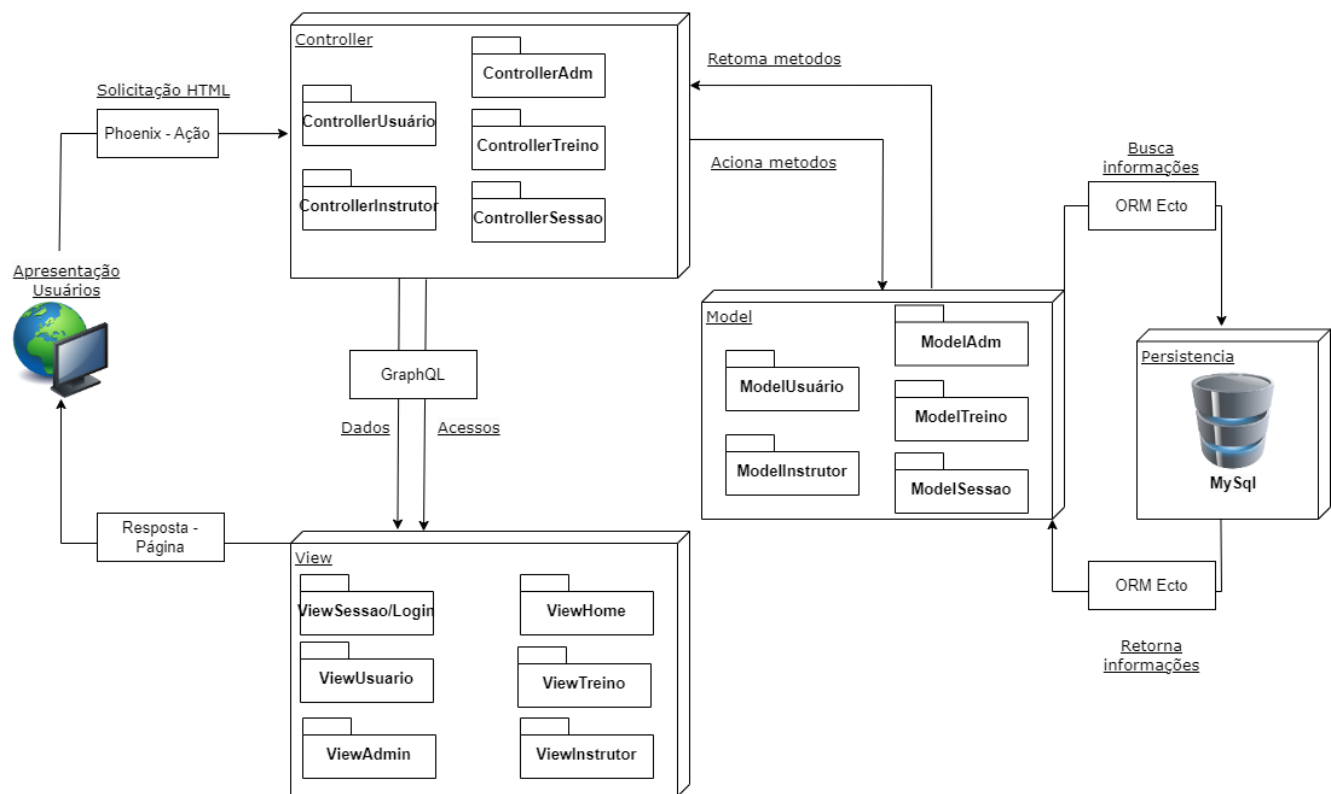 Controller
ControllerAdm
ControllerUsuário
ControllerTreino
ControllerInstrutor
ControllerSessao
Solicitação HTML
Phoenix - Ação
Retoma metodos
Aciona metodos
Busca
informações
ORM Ecto
Apresentação
Usuários
Model
ModelAdm
ModelUsuário
ModelTreino
ModelInstrutor
ModelSessao
Persistencia
MySql
GraphQL
Dados
Acessos
Resposta -
Página
ORM Ecto
Retorna
informações
View
ViewSessao/Login
ViewHome
ViewUsuario
ViewTreino
ViewAdmin
ViewInstrutor